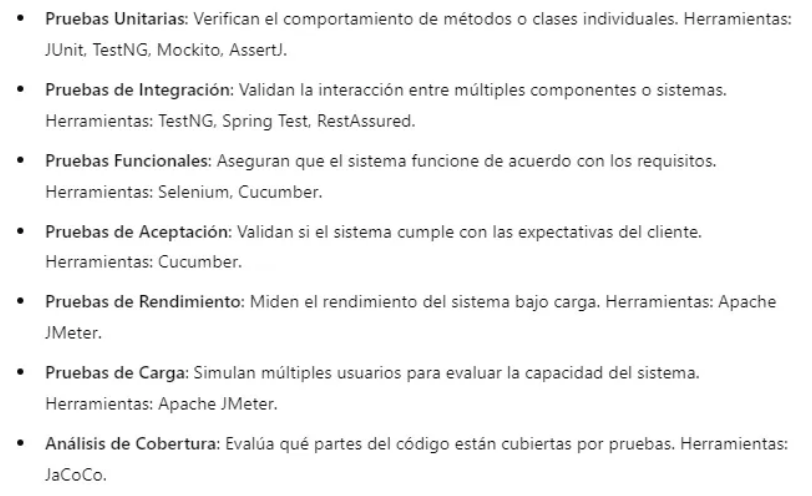 • Pruebas Unitarias: Verifican el comportamiento de métodos o clases individuales. Herramientas:
JUnit, TestNG, Mockito, AssertJ.
• Pruebas de Integración: Validan la interacción entre múltiples componentes o sistemas.
Herramientas: TestNG, Spring Test, RestAssured.
• Pruebas Funcionales: Aseguran que el sistema funcione de acuerdo con los requisitos.
Herramientas: Selenium, Cucumber.
• Pruebas de Aceptación: Validan si el sistema cumple con las expectativas del cliente.
Herramientas: Cucumber.
• Pruebas de Rendimiento: Miden el rendimiento del sistema bajo carga. Herramientas: Apache
JMeter.
• Pruebas de Carga: Simulan múltiples usuarios para evaluar la capacidad del sistema.
Herramientas: Apache JMeter.
• Análisis de Cobertura: Evalúa qué partes del código están cubiertas por pruebas. Herramientas:
JaCoCo.